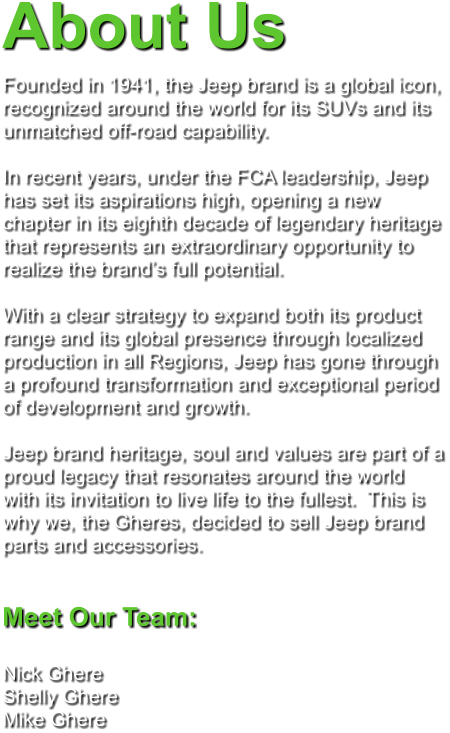 About Us
Founded in 1941, the Jeep brand is a global icon,
recognized around the world for its SUVs and its
unmatched off-road capability.
In recent years, under the FCA leadership, Jeep
has set its aspirations high, opening a new
chapter in its eighth decade of legendary heritage
that represents an extraordinary opportunity to
realize the brand's full potential.
With a clear strategy to expand both its product
range and its global presence through localized
production in all Regions, Jeep has gone through
a profound transformation and exceptional period
of development and growth.
Jeep brand heritage, soul and values are part of a
proud legacy that resonates around the world
with its invitation to live life to the fullest.  This is
why we, the Gheres, decided to sell Jeep brand
parts and accessories.
Meet Our Team:
Nick Ghere
Shelly Ghere
Mike Ghere